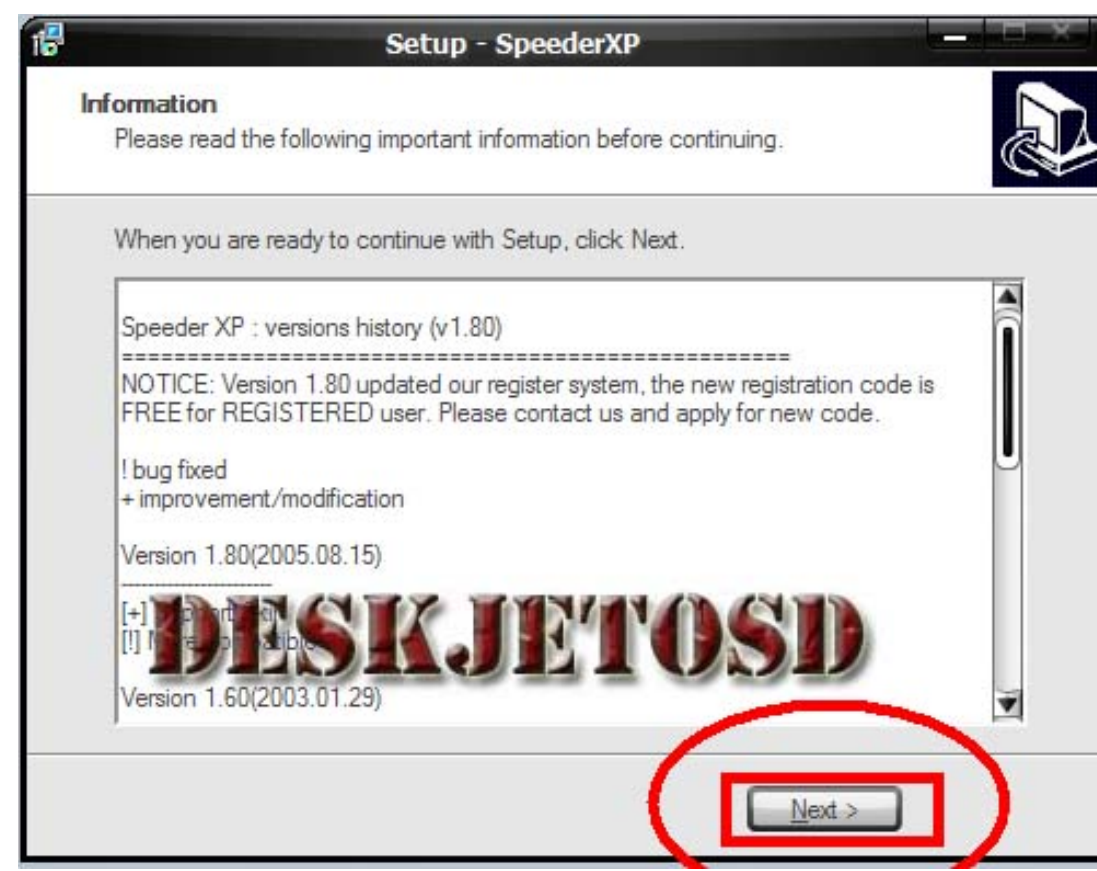 Setup - SpeederXP
Information
Please read the following important information before continuing.
When you are ready to continue with Setup, click Next.
Speeder XP : versions history (v1.80)
====================================================
NOTICE: Version 1.80 updated our register system, the new registration code is
FREE for REGISTERED user. Please contact us and apply for new code.
! bug fixed
+ improvement/modification
Version 1.80(2005.08.15)
-----------------------
[+]
[!]
DESKJETOSD
Version 1.60(2003.01.29)
Next >